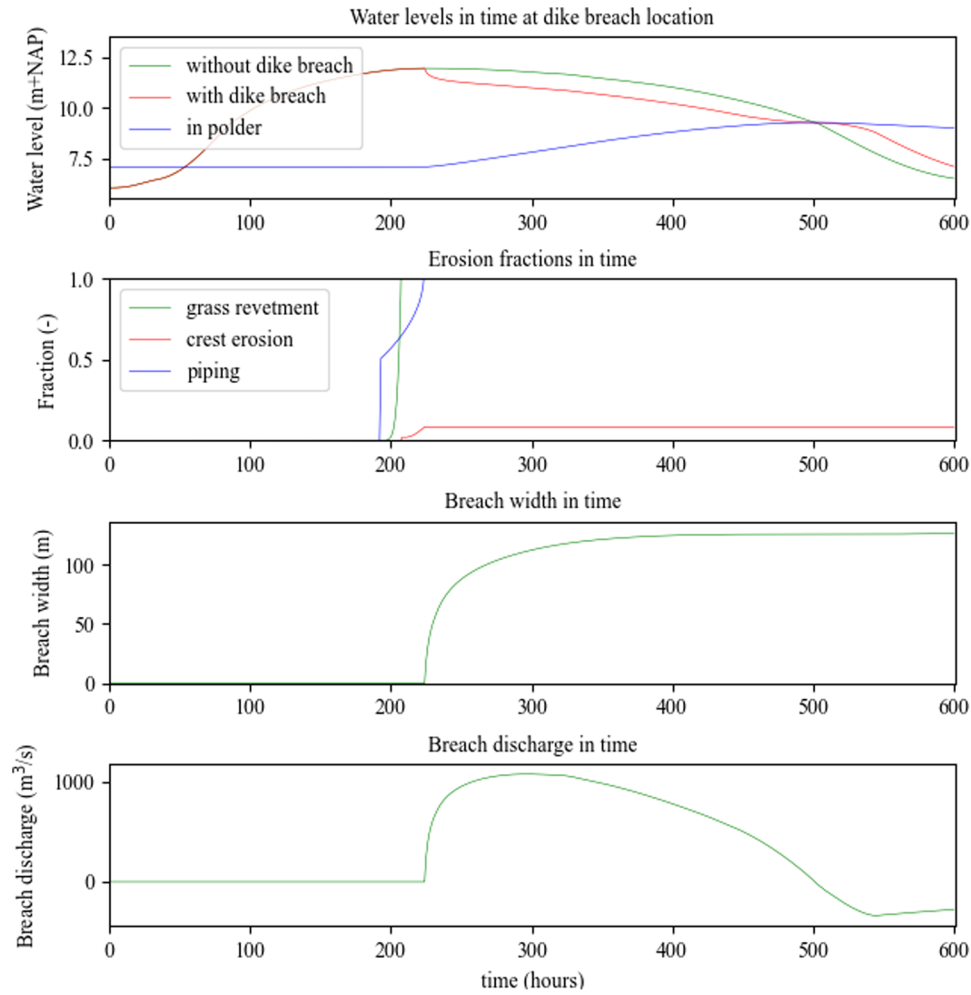 Water levels in time at dike breach location
Water level (m+NAP)
12.5
10.0
7.5
without dike breach
with dike breach
in polder
0 100 200 300 400 500 600
Erosion fractions in time
Fraction (-)
1.0
0.5
0.0
grass revetment
crest erosion
piping
0 100 200 300 400 500 600
Breach width in time
Breach width (m)
100
50
0
0 100 200 300 400 500 600
Breach discharge in time
Breach discharge (m³/s)
1000
0
0 100 200 300 400 500 600
time (hours)